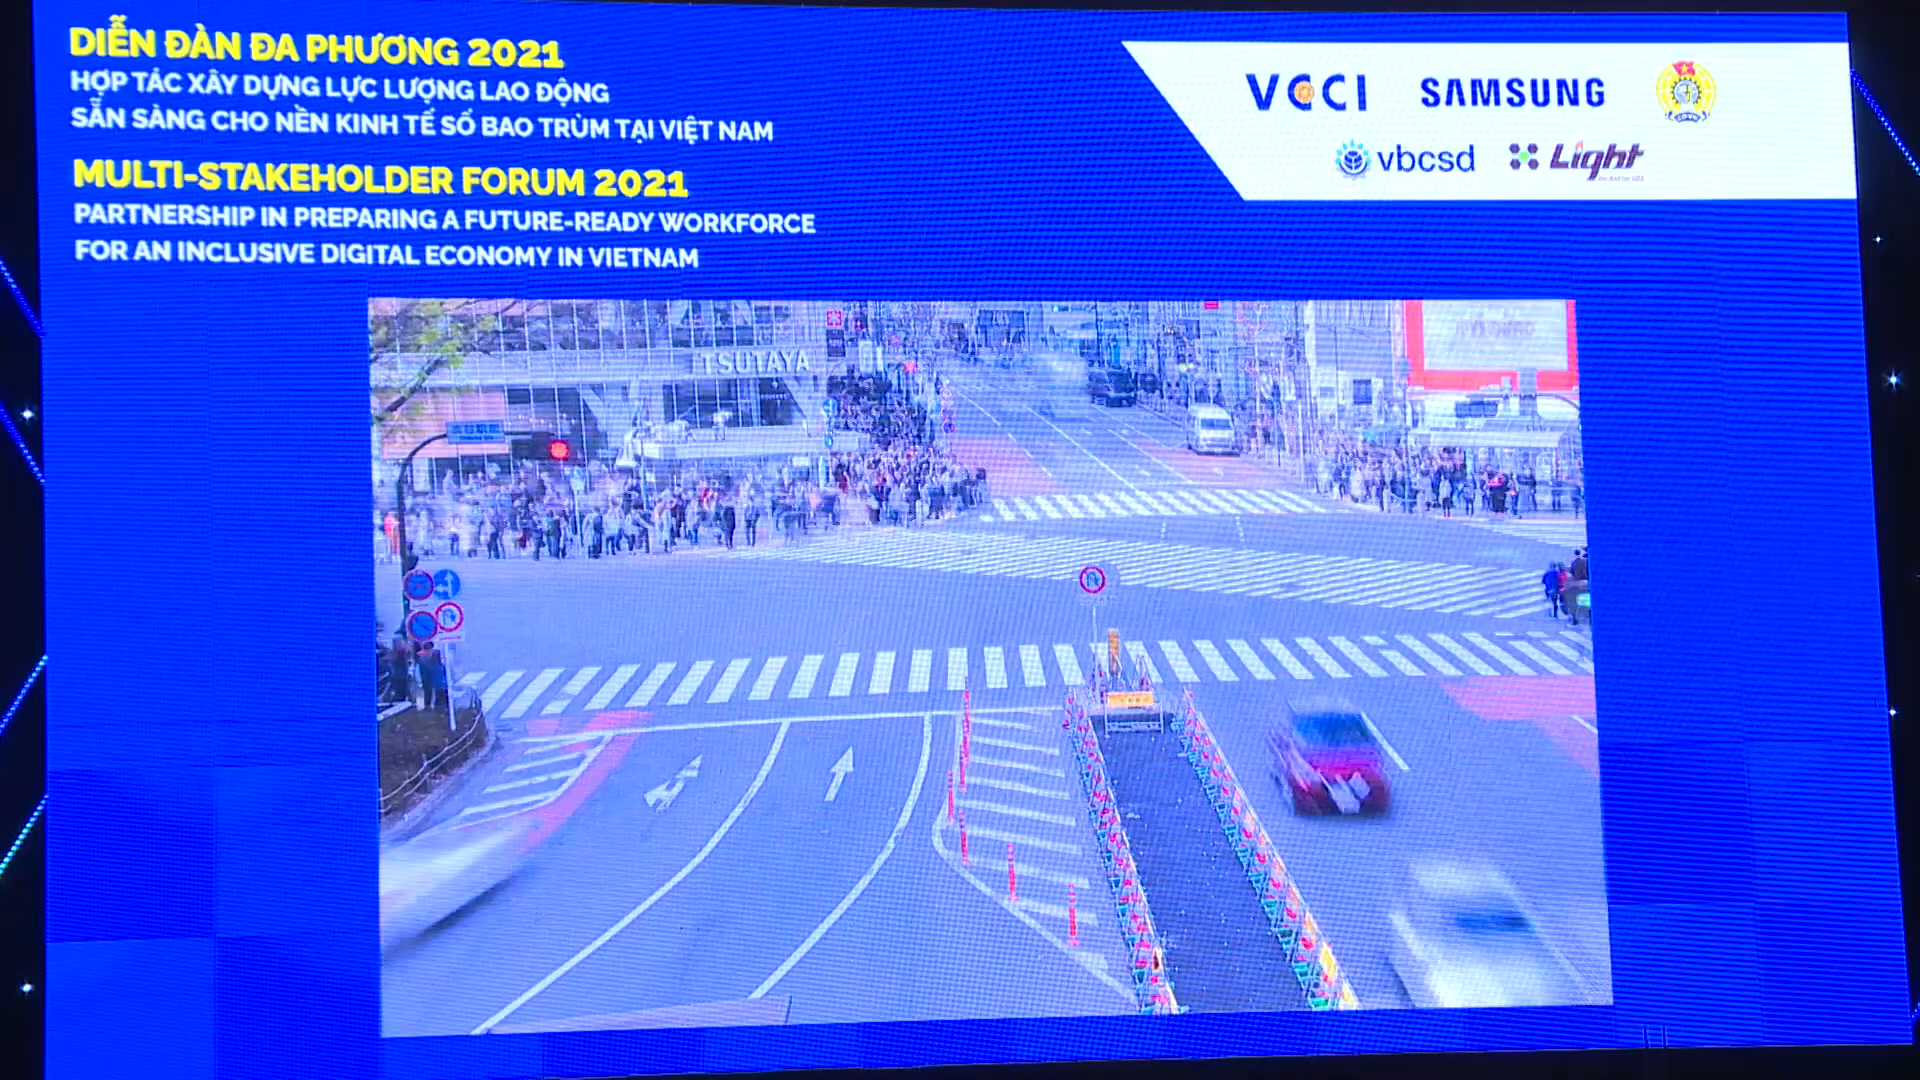 DIỄN ĐÀN ĐA PHƯƠNG 2021
HỢP TÁC XÂY DỰNG LỰC LƯỢNG LAO ĐỘNG
SẴN SÀNG CHO NỀN KINH TẾ SỐ BAO TRÙM TẠI VIỆT NAM
MULTI-STAKEHOLDER FORUM 2021
PARTNERSHIP IN PREPARING A FUTURE-READY WORKFORCE
FOR AN INCLUSIVE DIGITAL ECONOMY IN VIETNAM
VCCI SAMSUNG
vbcsd Light
TSUTAYA